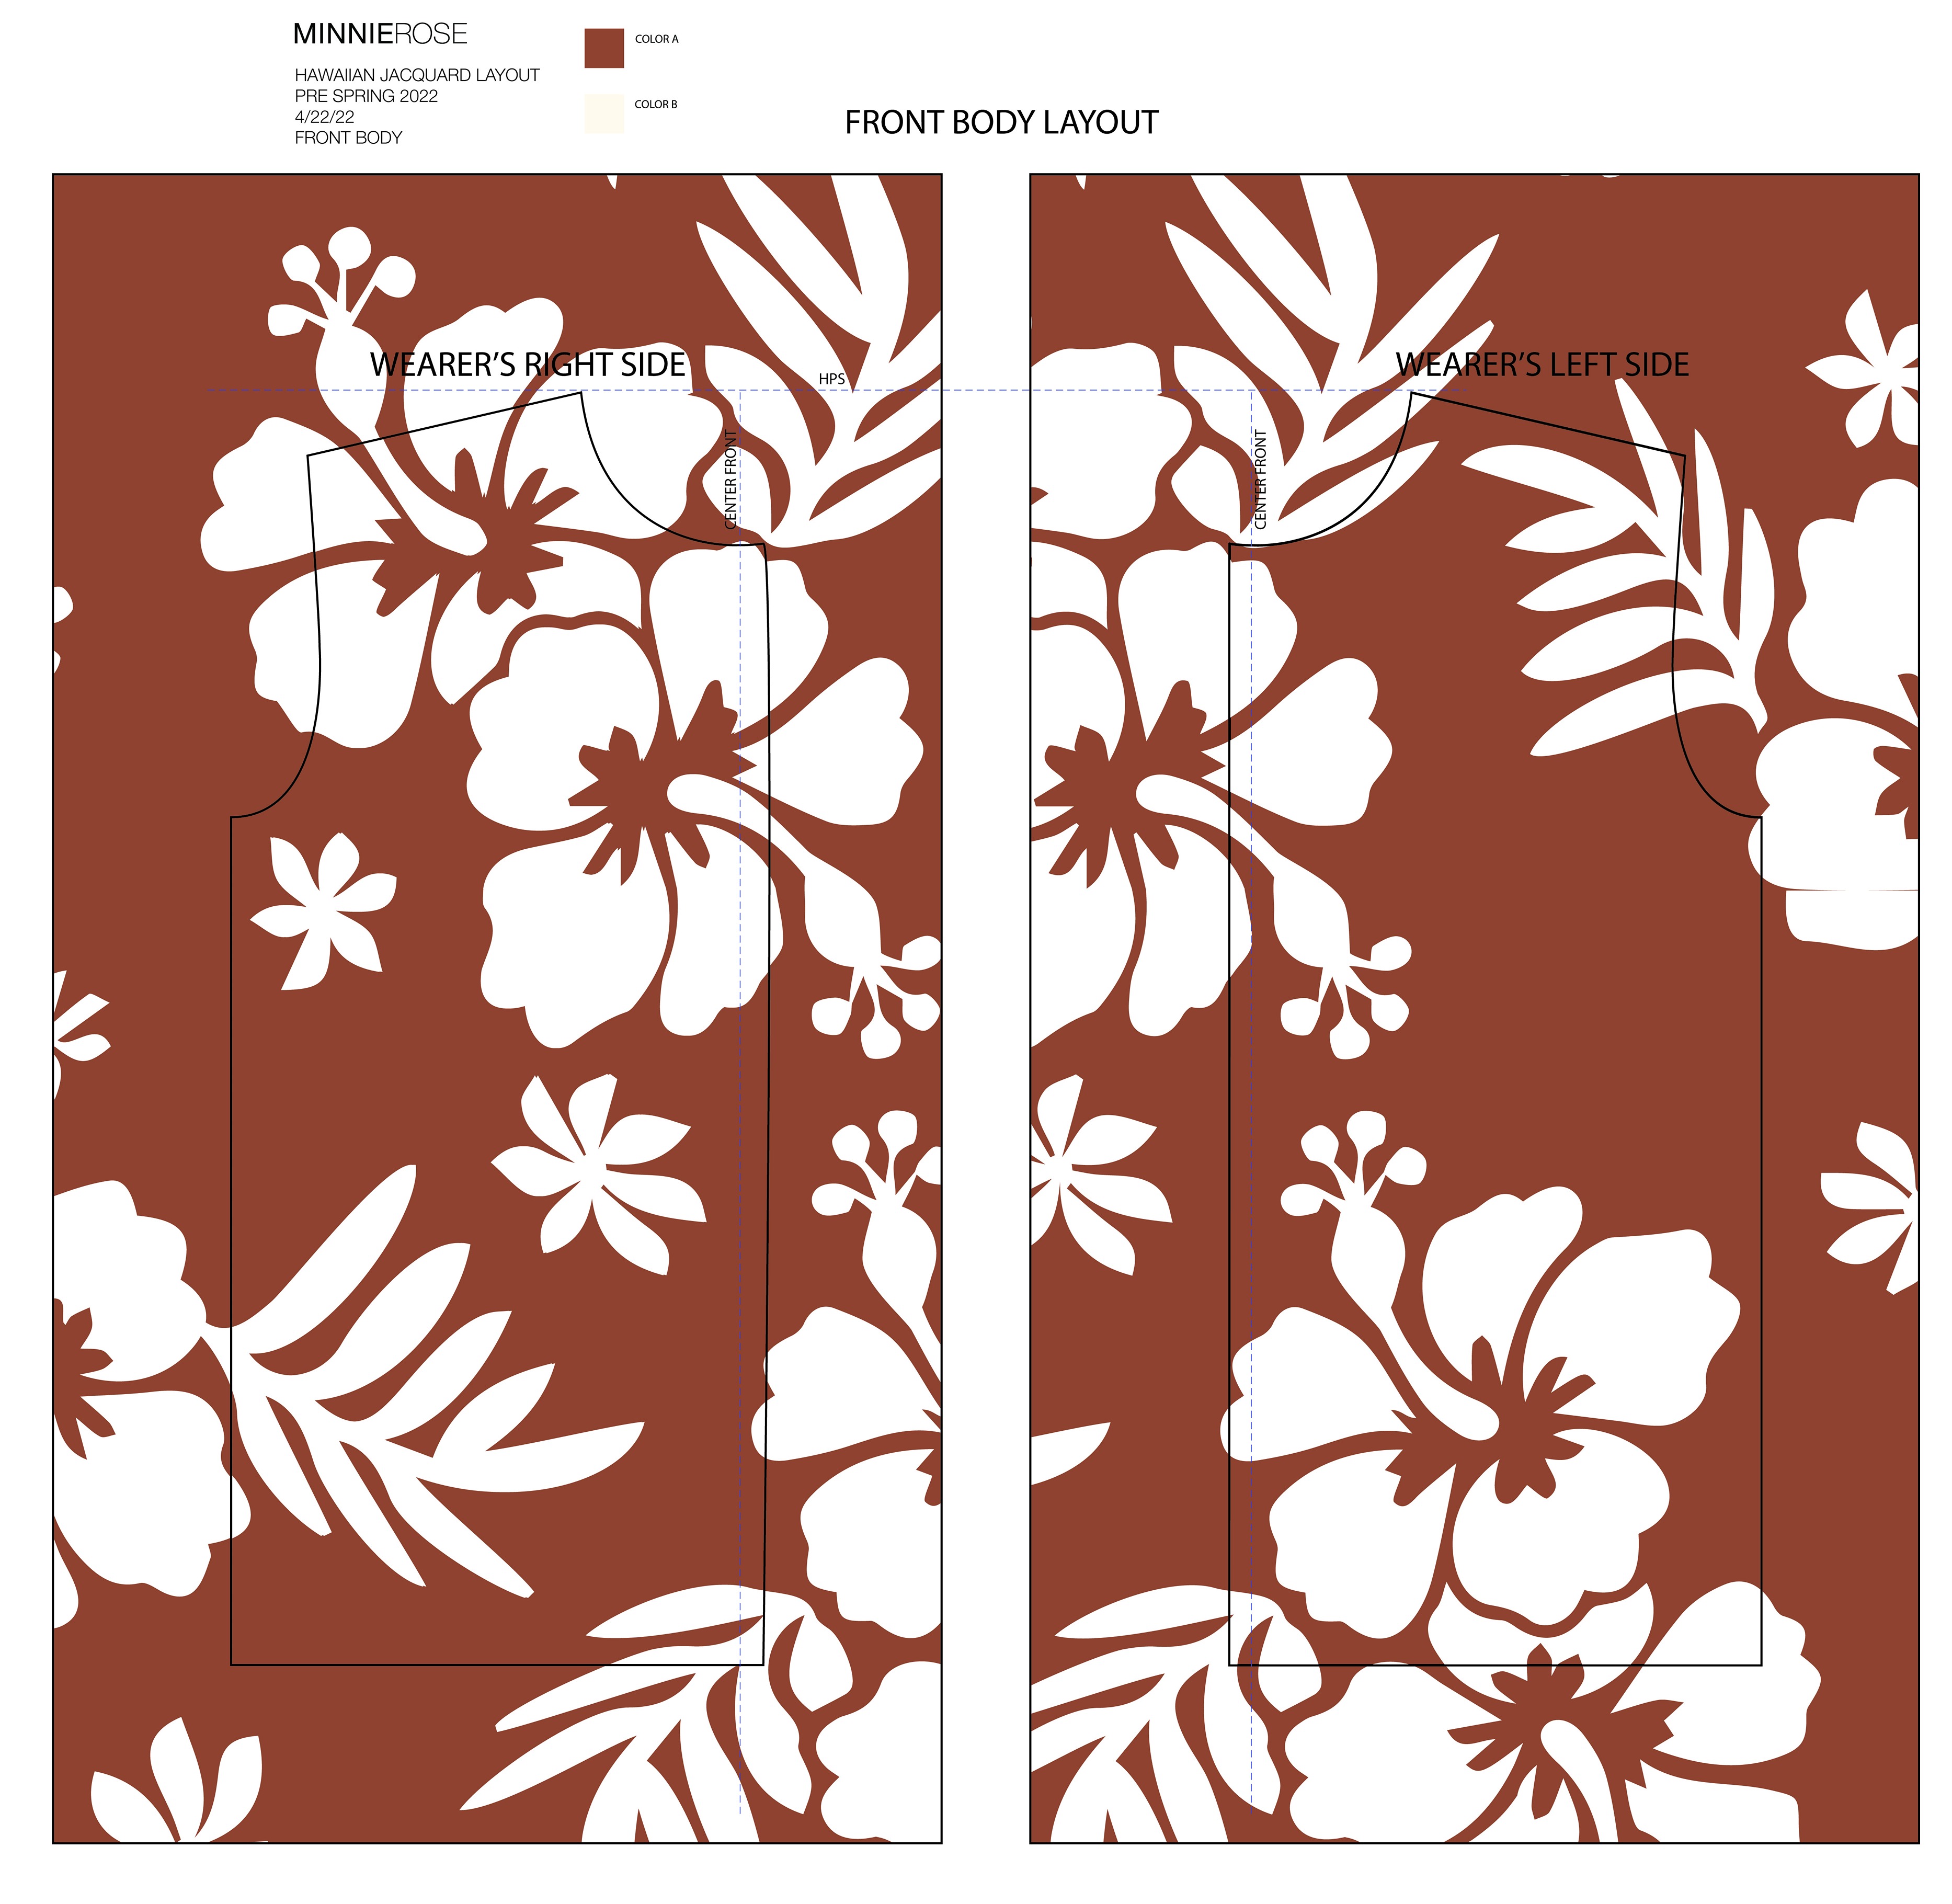 MINNIEROSE
HAWAIIAN JACQUARD LAYOUT
PRE SPRING 2022
4/22/22
FRONT BODY
COLOR A
COLOR B
FRONT BODY LAYOUT
WEARER'S RIGHT SIDE
HPS
CENTER FRONT
WEARER'S LEFT SIDE
CENTER FRONT